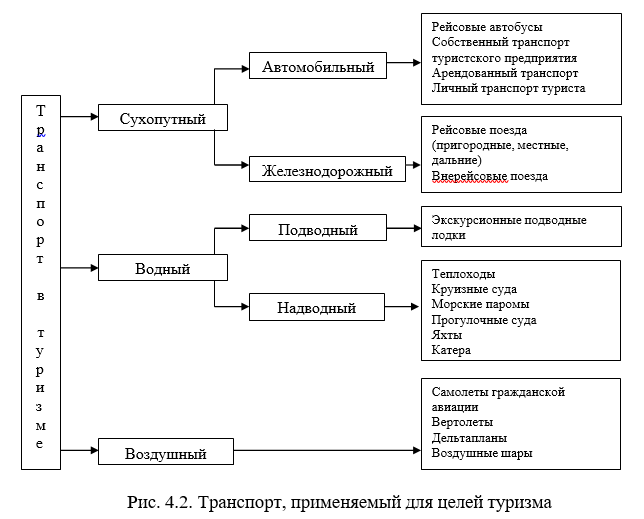 Транспорт в туризме
Сухопутный
Автомобильный
Рейсовые автобусы
Собственный транспорт
туристского предприятия
Арендованный транспорт
Личный транспорт туриста
Железнодорожный
Рейсовые поезда
(пригородные, местные,
дальние)
Внерейсовые поезда
Водный
Подводный
Экскурсионные подводные
лодки
Надводный
Теплоходы
Круизные суда
Морские паромы
Прогулочные суда
Яхты
Катера
Воздушный
Самолеты гражданской
авиации
Вертолеты
Дельтапланы
Воздушные шары
Рис. 4.2. Транспорт, применяемый для целей туризма